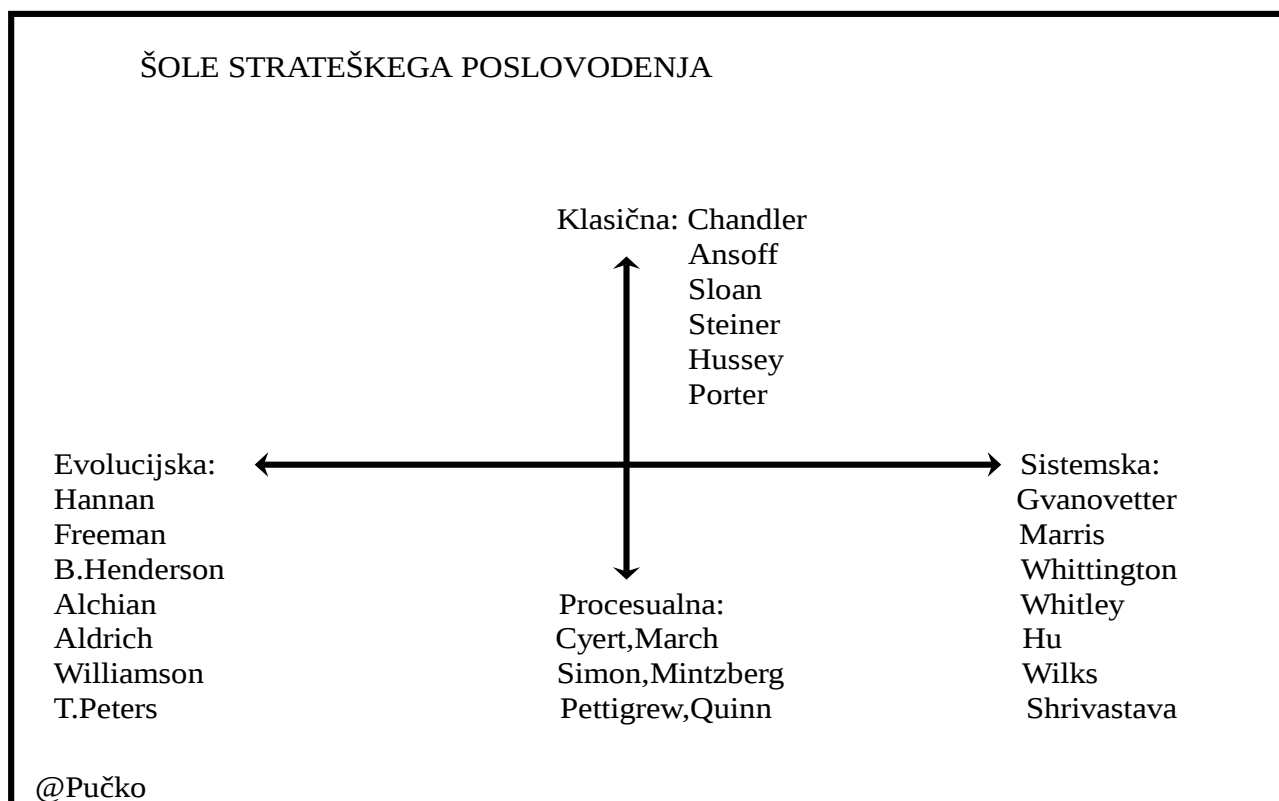 ŠOLE STRATEŠKEGA POSLOVODENJA
Klasična: Chandler
Ansoff
Sloan
Steiner
Hussey
Porter
Evolucijska:
Hannan
Freeman
B.Henderson
Alchian
Aldrich
Williamson
T.Peters
Procesualna:
Cyert,March
Simon,Mintzberg
Pettigrew,Quinn
Sistemska:
Gvanovetter
Marris
Whittington
Whitley
Hu
Wilks
Shrivastava
@Pučko